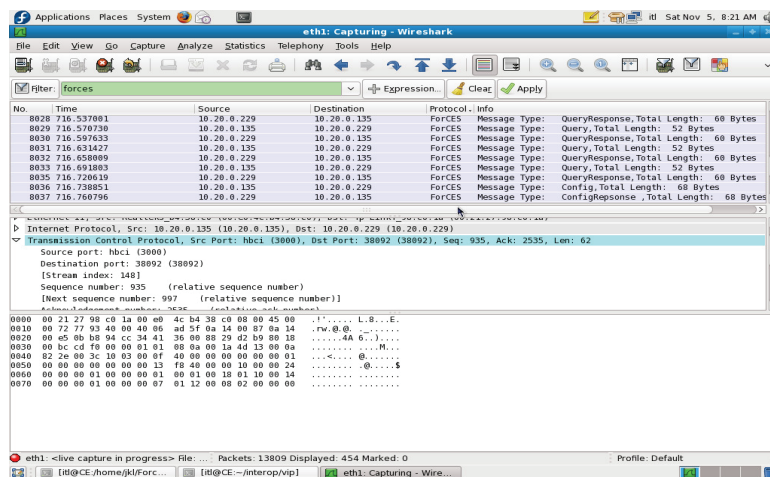 Applications Places System itl Sat Nov 5, 8:21 AM
eth1: Capturing - Wireshark
File Edit View Go Capture Analyze Statistics Telephony Tools Help
Filter: forces Expression... Clear Apply
No. Time Source Destination Protocol. Info
8028 716.537001 10.20.0.229 10.20.0.135 ForCES Message Type: QueryResponse,Total Length: 60 Bytes
8029 716.570730 10.20.0.135 10.20.0.229 ForCES Message Type: Query,Total Length: 52 Bytes
8030 716.597633 10.20.0.229 10.20.0.135 ForCES Message Type: QueryResponse,Total Length: 60 Bytes
8031 716.631427 10.20.0.135 10.20.0.229 ForCES Message Type: Query,Total Length: 52 Bytes
8032 716.658009 10.20.0.229 10.20.0.135 ForCES Message Type: QueryResponse,Total Length: 60 Bytes
8033 716.691803 10.20.0.135 10.20.0.229 ForCES Message Type: Query,Total Length: 52 Bytes
8035 716.720619 10.20.0.229 10.20.0.135 ForCES Message Type: QueryResponse,Total Length: 60 Bytes
8036 716.738851 10.20.0.135 10.20.0.229 ForCES Message Type: Config,Total Length: 68 Bytes
8037 716.760796 10.20.0.229 10.20.0.135 ForCES Message Type: ConfigRepsonse ,Total Length: 68 Bytes
Internet Protocol, Src: 10.20.0.135 (10.20.0.135), Dst: 10.20.0.229 (10.20.0.229)
Transmission Control Protocol, Src Port: hbci (3000), Dst Port: 38092 (38092), Seq: 935, Ack: 2535, Len: 62
Source port: hbci (3000)
Destination port: 38092 (38092)
[Stream index: 148]
Sequence number: 935 (relative sequence number)
[Next sequence number: 997 (relative sequence number)]
Acknowledgement number: 2535 (relative ack number)
0000 00 21 27 98 c0 1a 00 e0 4c b4 38 c0 08 00 45 00 .!'..... L.8...E.
0010 00 72 77 93 40 00 40 06 ad 5f 0a 14 00 87 0a 14 .rw.@.@. ._......
0020 00 e5 0b b8 94 cc 34 41 36 00 88 29 d2 b9 80 18 ......4A 6..)....
0030 00 bc cd f0 00 00 01 01 08 0a 00 1a 4d 13 00 0a ........ ....M...
0040 82 2e 00 3c 10 03 00 0f 40 00 00 00 00 00 00 01 ...<.... @.......
0050 00 00 00 00 00 00 00 13 f8 40 00 00 10 00 00 24 ........ .@.....$
0060 00 00 00 01 00 00 00 01 00 01 00 18 01 10 00 14 ........ ........
0070 00 00 00 01 00 00 00 07 01 12 00 08 02 00 00 00 ........ ........
eth1: <live capture in progress> File: ... Packets: 13809 Displayed: 454 Marked: 0 Profile: Default
[itl@CE:/home/jkl/Forc... [itl@CE:~/interop/vip] eth1: Capturing - Wire...